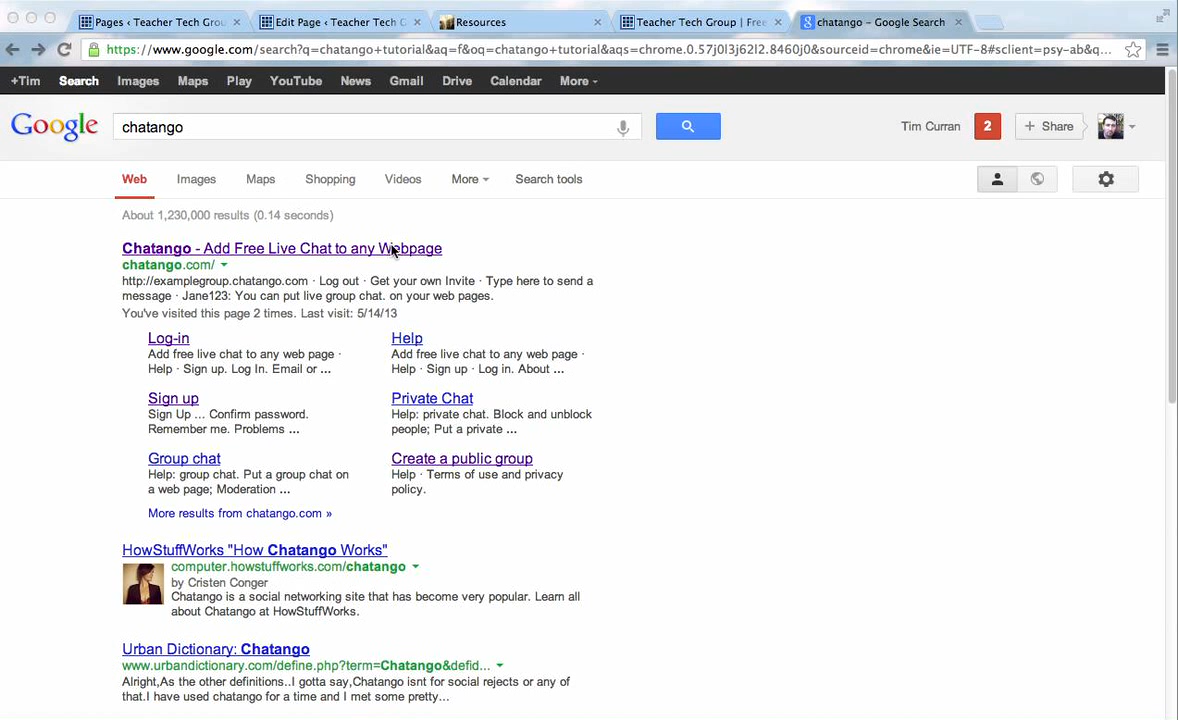 Pages ‹ Teacher Tech Grou
Edit Page ‹ Teacher Tech G
Resources
Teacher Tech Group | Free
chatango - Google Search
https://www.google.com/search?q=chatango+tutorial&aq=f&oq=chatango+tutorial&aqs=chrome.0.57j0l3j62l2.8460j0&sourceid=chrome&ie=UTF-8#sclient=psy-ab&q...
+Tim Search Images Maps Play YouTube News Gmail Drive Calendar More
Google
chatango
Tim Curran 2 + Share
Web Images Maps Shopping Videos More Search tools
About 1,230,000 results (0.14 seconds)
Chatango - Add Free Live Chat to any Webpage
chatango.com/
http://examplegroup.chatango.com · Log out · Get your own Invite · Type here to send a
message · Jane123: You can put live group chat. on your web pages.
You've visited this page 2 times. Last visit: 5/14/13
Log-in
Add free live chat to any web page ·
Help · Sign up. Log In. Email or ...
Help
Add free live chat to any web page ·
Help · Sign up · Log in. About ...
Sign up
Sign Up ... Confirm password.
Remember me. Problems ...
Private Chat
Help: private chat. Block and unblock
people; Put a private ...
Group chat
Help: group chat. Put a group chat on
a web page; Moderation ...
Create a public group
Help · Terms of use and privacy
policy.
More results from chatango.com »
HowStuffWorks "How Chatango Works"
computer.howstuffworks.com/chatango
by Cristen Conger
Chatango is a social networking site that has become very popular. Learn all
about Chatango at HowStuffWorks.
Urban Dictionary: Chatango
www.urbandictionary.com/define.php?term=Chatango&defid...
Alright,As the other definitions..I gotta say,Chatango isnt for social rejects or any of
that.I have used chatango for a time and I met some pretty...